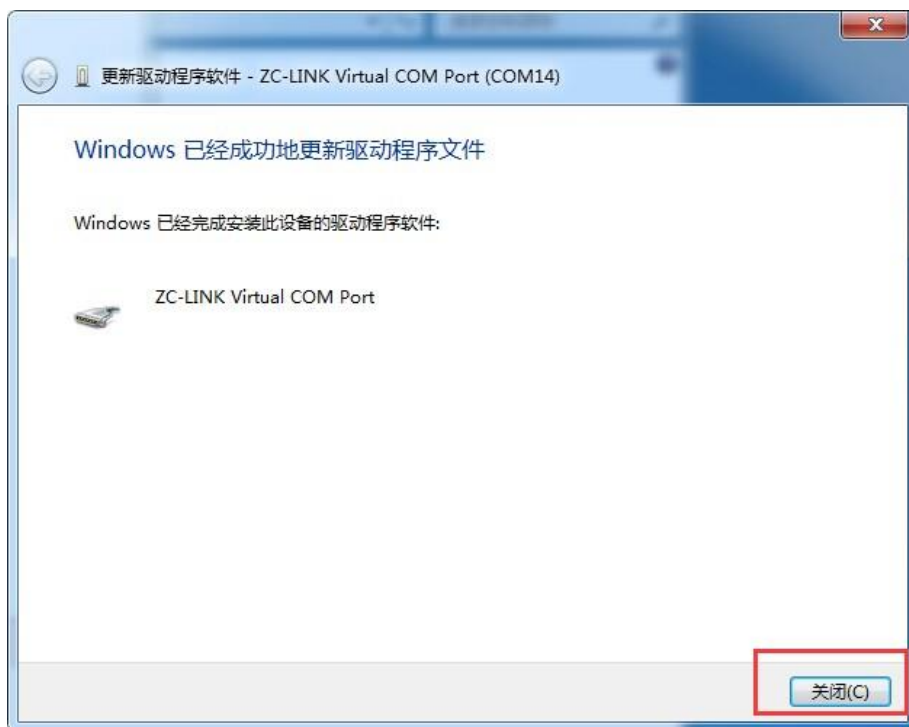 更新驱动程序软件 - ZC-LINK Virtual COM Port (COM14)
Windows 已经成功地更新驱动程序文件
Windows 已经完成安装此设备的驱动程序软件:
ZC-LINK Virtual COM Port
关闭(C)